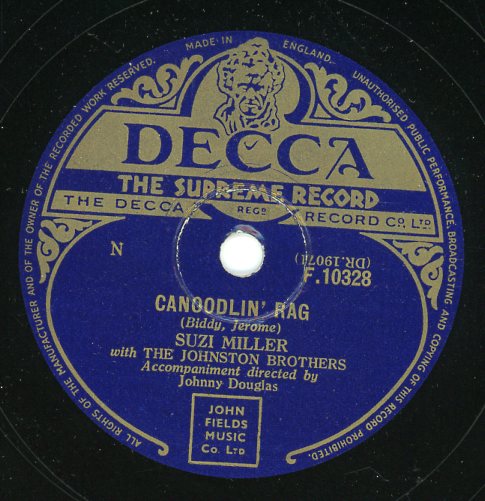 MADE IN ENGLAND.
UNAUTHORISED PUBLIC PERFORMANCE, BROADCASTING AND COPYING OF THIS RECORD PROHIBITED.
ALL RIGHTS OF THE MANUFACTURER AND OF THE OWNER OF THE RECORDED WORK RESERVED.
DECCA
THE SUPREME RECORD
THE DECCA REGD RECORD CO. LTD
N
(DR.19071)
F.10328
CANOODLIN' RAG
(Biddy, Jerome)
SUZI MILLER
with THE JOHNSTON BROTHERS
Accompaniment directed by
Johnny Douglas
JOHN
FIELDS
MUSIC
Co. LTD